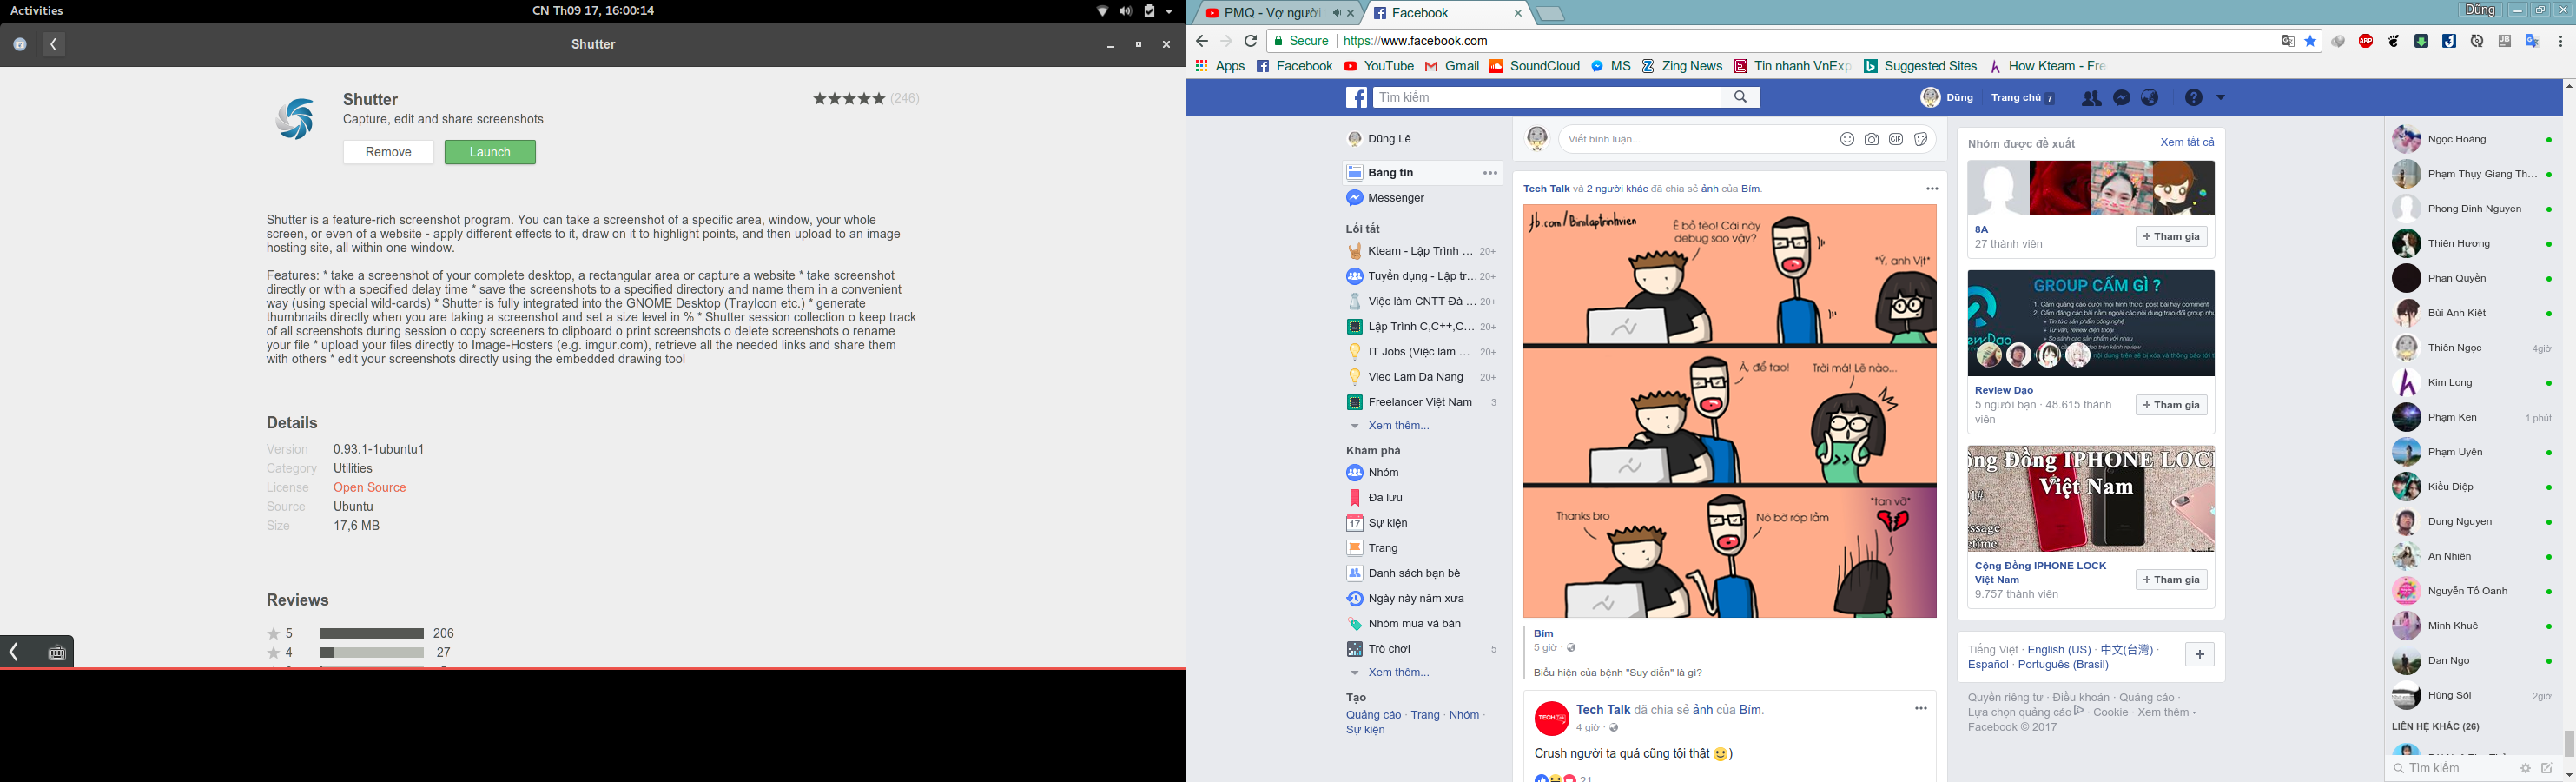 Activities
CN Th09 17, 16:00:14
Shutter
Shutter
Capture, edit and share screenshots
(246)
Remove
Launch
Shutter is a feature-rich screenshot program. You can take a screenshot of a specific area, window, your whole
screen, or even of a website - apply different effects to it, draw on it to highlight points, and then upload to an image
hosting site, all within one window.
Features: * take a screenshot of your complete desktop, a rectangular area or capture a website * take screenshot
directly or with a specified delay time * save the screenshots to a specified directory and name them in a convenient
way (using special wild-cards) * Shutter is fully integrated into the GNOME Desktop (TrayIcon etc.) * generate
thumbnails directly when you are taking a screenshot and set a size level in % * Shutter session collection o keep track
of all screenshots during session o copy screeners to clipboard o print screenshots o delete screenshots o rename
your file * upload your files directly to Image-Hosters (e.g. imgur.com), retrieve all the needed links and share them
with others * edit your screenshots directly using the embedded drawing tool
Details
Version 0.93.1-1ubuntu1
Category Utilities
License Open Source
Source Ubuntu
Size 17,6 MB
Reviews
5 206
4 27
PMQ - Vợ người
Facebook
Dũng
Secure
https://www.facebook.com
Apps Facebook YouTube Gmail SoundCloud MS Zing News Tin nhanh VnExp Suggested Sites How Kteam - Fre
Tìm kiếm
Dũng
Trang chủ 7
Dũng Lê
Bảng tin
Messenger
Lối tắt
Kteam - Lập Trình ... 20+
Tuyển dụng - Lập tr... 20+
Việc làm CNTT Đà ... 20+
Lập Trình C,C++,C... 20+
IT Jobs (Việc làm ... 20+
Viec Lam Da Nang 20+
Freelancer Việt Nam 3
Xem thêm...
Khám phá
Nhóm
Đã lưu
17 Sự kiện
Trang
Danh sách bạn bè
Ngày này năm xưa
Nhóm mua và bán
Trò chơi 5
Xem thêm...
Tạo
Quảng cáo · Trang · Nhóm ·
Sự kiện
Viết bình luận...
Tech Talk và 2 người khác đã chia sẻ ảnh của Bím.
fb.com/Bimlaptrinhvien
Ê bồ tèo! Cái này
debug sao vậy?
*Ý, anh Vịt*
À, để tao!
Trời má! Lẽ nào...
Thanks bro
Nô bờ róp lầm
*tan vỡ*
Bím
5 giờ ·
Biểu hiện của bệnh "Suy diễn" là gì?
Tech Talk đã chia sẻ ảnh của Bím.
4 giờ ·
Crush người ta quá cũng tội thật )
21
Nhóm được đề xuất
Xem tất cả
8A
27 thành viên
+ Tham gia
GROUP CẤM GÌ ?
Review Dạo
5 người bạn · 48.615 thành
viên
+ Tham gia
ộng Đồng IPHONE LOCK
Việt Nam
Cộng Đồng IPHONE LOCK
Việt Nam
9.757 thành viên
+ Tham gia
Tiếng Việt · English (US) · 中文(台灣) ·
Español · Português (Brasil)
Quyền riêng tư · Điều khoản · Quảng cáo ·
Lựa chọn quảng cáo · Cookie · Xem thêm
Facebook © 2017
Ngọc Hoàng
Phạm Thụy Giang Th...
Phong Dinh Nguyen
Thiên Hương
Phan Quyền
Bùi Anh Kiệt
Thiên Ngọc 4giờ
Kim Long
Phạm Ken 1 phút
Phạm Uyên
Kiều Diệp
Dung Nguyen
An Nhiên
Nguyễn Tố Oanh
Minh Khuê
Dan Ngo
Hùng Sói 2giờ
LIÊN HỆ KHÁC (26)
Tìm kiếm